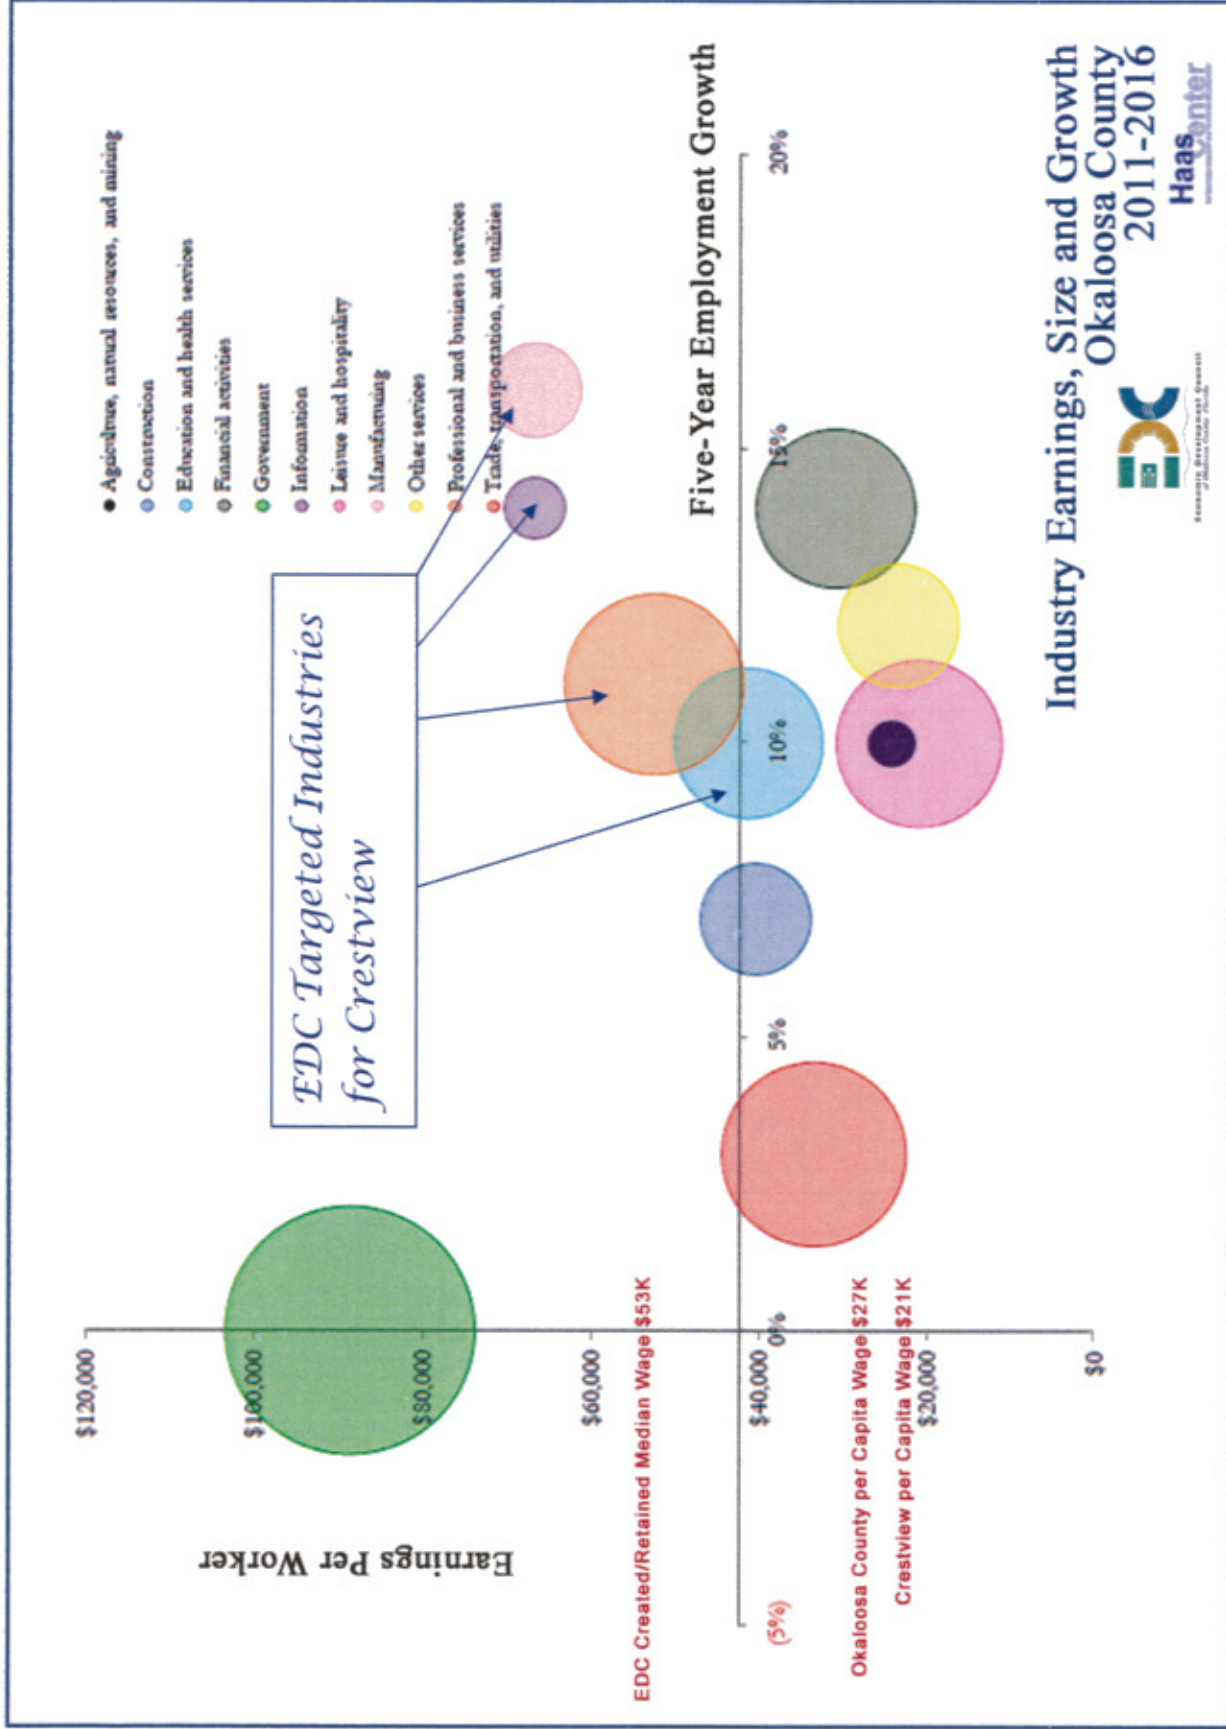 Earnings Per Worker
$120,000
$100,000
$80,000
$60,000
$40,000
$20,000
$0
EDC Targeted Industries
for Crestview
Agriculture, natural resources, and mining
Construction
Education and health services
Financial activities
Government
Information
Leisure and hospitality
Manufacturing
Other services
Professional and business services
Trade, transportation, and utilities
EDC Created/Retained Median Wage $53K
Five-Year Employment Growth
(5%)
0%
5%
10%
15%
20%
Okaloosa County per Capita Wage $27K
Crestview per Capita Wage $21K
Industry Earnings, Size and Growth
Okaloosa County
2011-2016
EDC
Economic Development Council
Haas Center